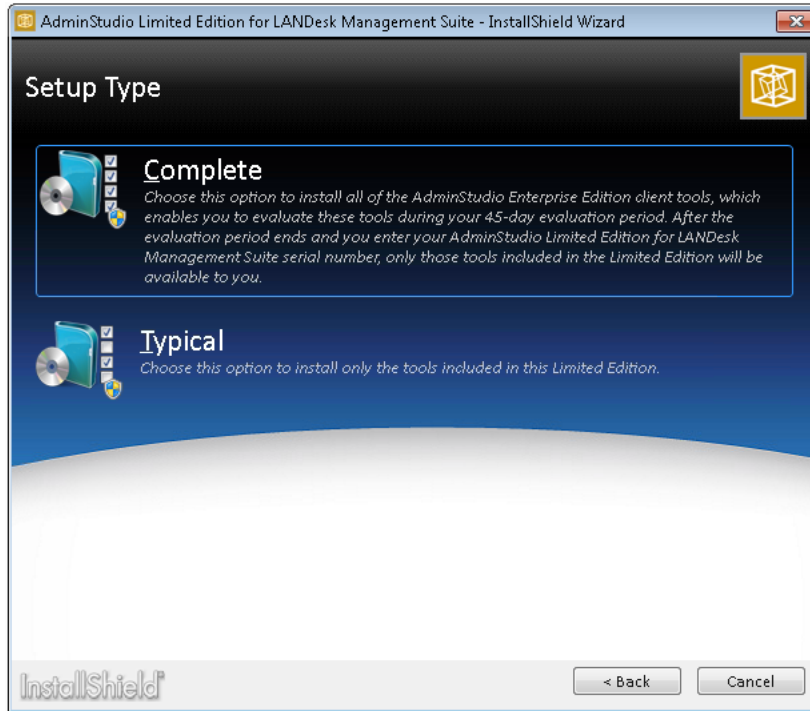 AdminStudio Limited Edition for LANDesk Management Suite - InstallShield Wizard
Setup Type
Complete
Choose this option to install all of the AdminStudio Enterprise Edition client tools, which
enables you to evaluate these tools during your 45-day evaluation period. After the
evaluation period ends and you enter your AdminStudio Limited Edition for LANDesk
Management Suite serial number, only those tools included in the Limited Edition will be
available to you.
Typical
Choose this option to install only the tools included in this Limited Edition.
InstallShield
< Back
Cancel